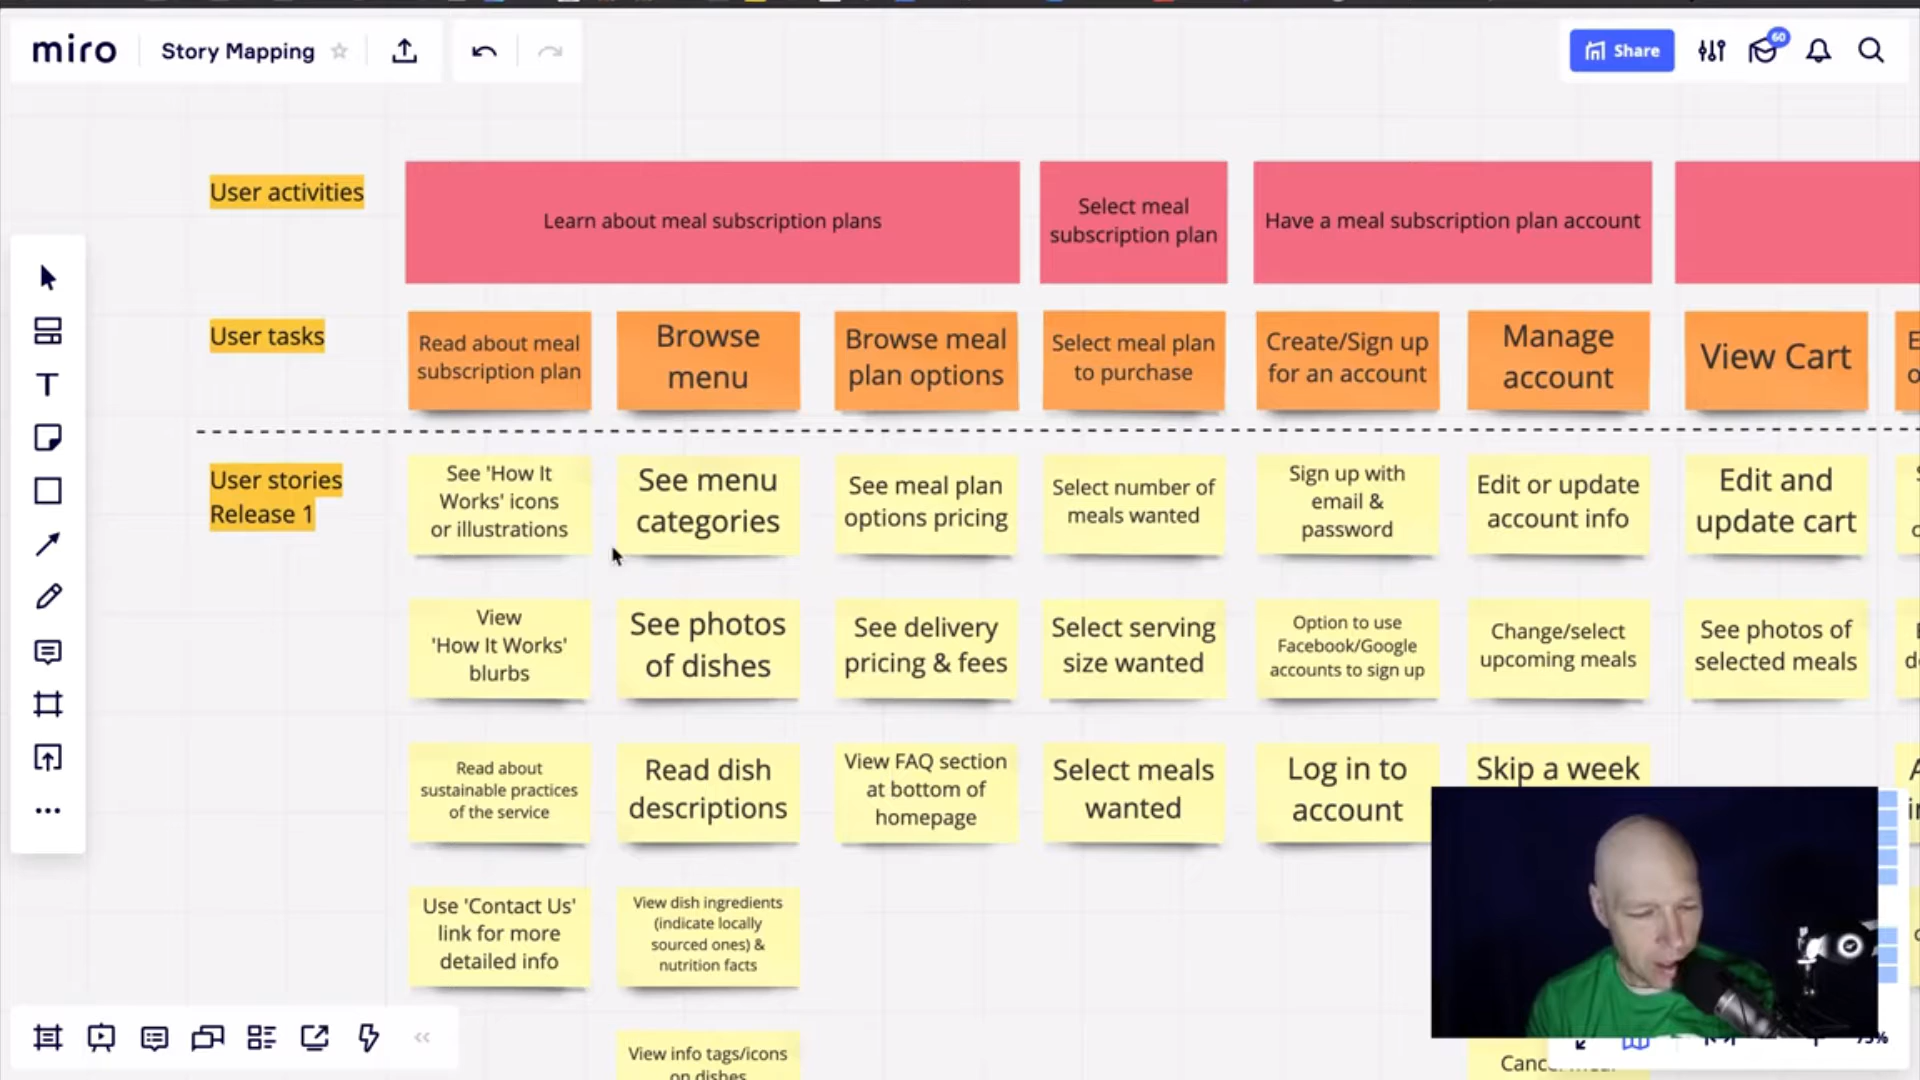 miro
Story Mapping
Share
60
User activities
Learn about meal subscription plans
Select meal
subscription plan
Have a meal subscription plan account
User tasks
Read about meal
subscription plan
Browse
menu
Browse meal
plan options
Select meal plan
to purchase
Create/Sign up
for an account
Manage
account
View Cart
User stories
Release 1
See 'How It
Works' icons
or illustrations
See menu
categories
See meal plan
options pricing
Select number of
meals wanted
Sign up with
email &
password
Edit or update
account info
Edit and
update cart
View
'How It Works'
blurbs
See photos
of dishes
See delivery
pricing & fees
Select serving
size wanted
Option to use
Facebook/Google
accounts to sign up
Change/select
upcoming meals
See photos of
selected meals
Read about
sustainable practices
of the service
Read dish
descriptions
View FAQ section
at bottom of
homepage
Select meals
wanted
Log in to
account
Skip a week
Use 'Contact Us'
link for more
detailed info
View dish ingredients
(indicate locally
sourced ones) &
nutrition facts
View info tags/icons
on dishes